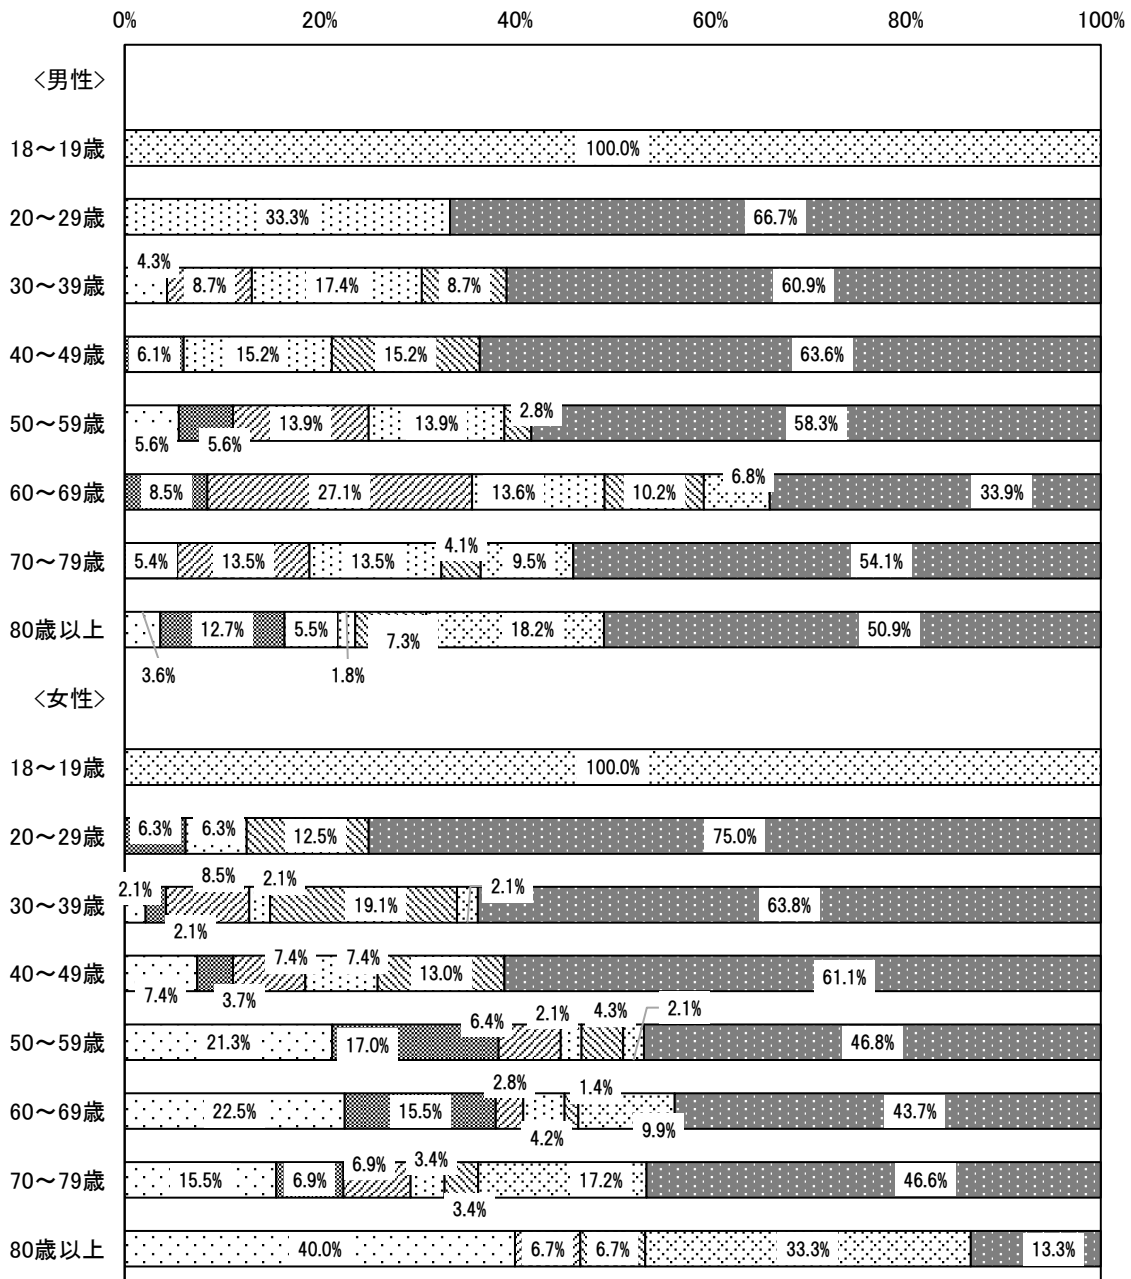 0% 20% 40% 60% 80% 100%
<男性>
18～19歳 100.0%
20～29歳 33.3% 66.7%
30～39歳 4.3% 8.7% 17.4% 8.7% 60.9%
40～49歳 6.1% 15.2% 15.2% 63.6%
50～59歳 5.6% 5.6% 13.9% 13.9% 2.8% 58.3%
60～69歳 8.5% 27.1% 13.6% 10.2% 6.8% 33.9%
70～79歳 5.4% 13.5% 13.5% 4.1% 9.5% 54.1%
80歳以上 3.6% 12.7% 5.5% 1.8% 7.3% 18.2% 50.9%
<女性>
18～19歳 100.0%
20～29歳 6.3% 6.3% 12.5% 75.0%
30～39歳 2.1% 2.1% 8.5% 2.1% 19.1% 2.1% 63.8%
40～49歳 7.4% 3.7% 7.4% 7.4% 13.0% 61.1%
50～59歳 21.3% 17.0% 6.4% 2.1% 4.3% 2.1% 46.8%
60～69歳 22.5% 15.5% 2.8% 4.2% 1.4% 9.9% 43.7%
70～79歳 15.5% 6.9% 6.9% 3.4% 3.4% 17.2% 46.6%
80歳以上 40.0% 6.7% 6.7% 33.3% 13.3%